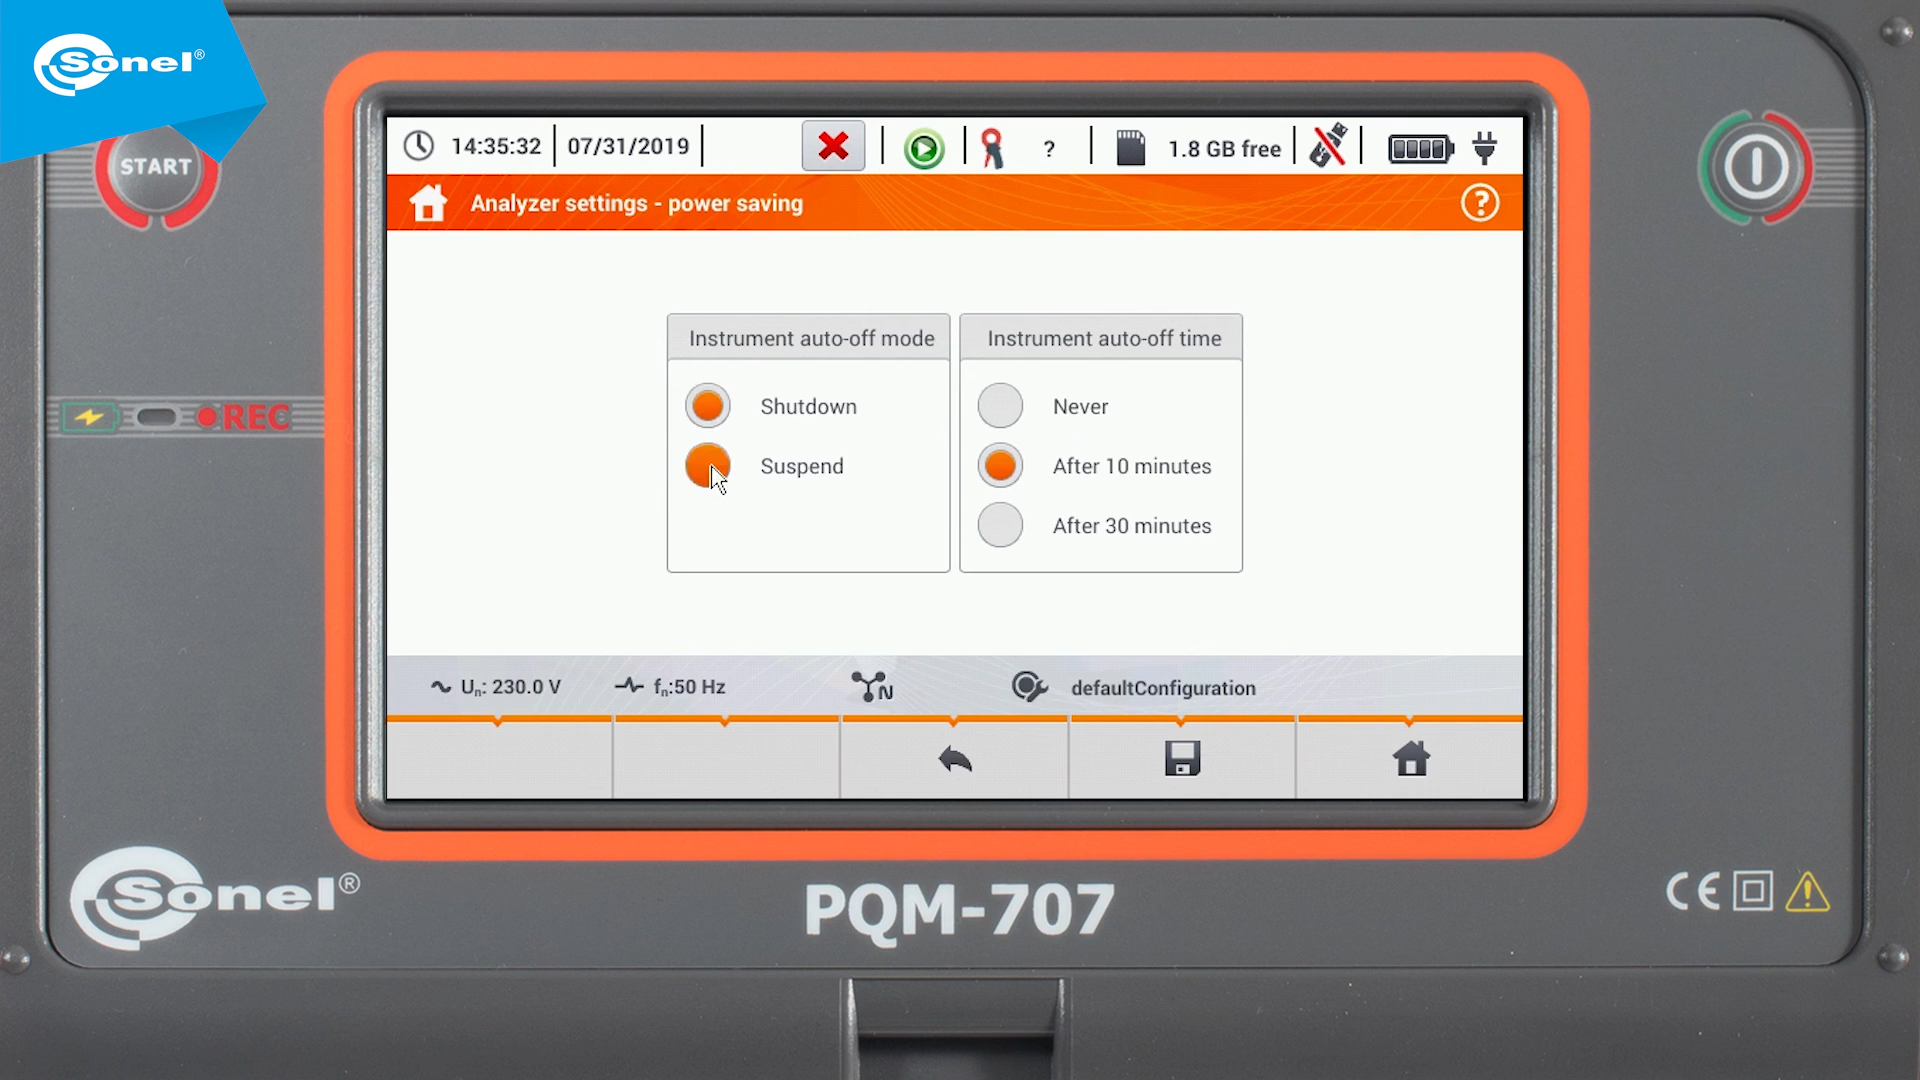 Sonel®
START
14:35:32
07/31/2019
?
1.8 GB free
Analyzer settings - power saving
?
Instrument auto-off mode
Instrument auto-off time
Shutdown
Never
Suspend
After 10 minutes
After 30 minutes
REC
Un: 230.0 V
fn:50 Hz
N
defaultConfiguration
Sonel®
PQM-707
CE